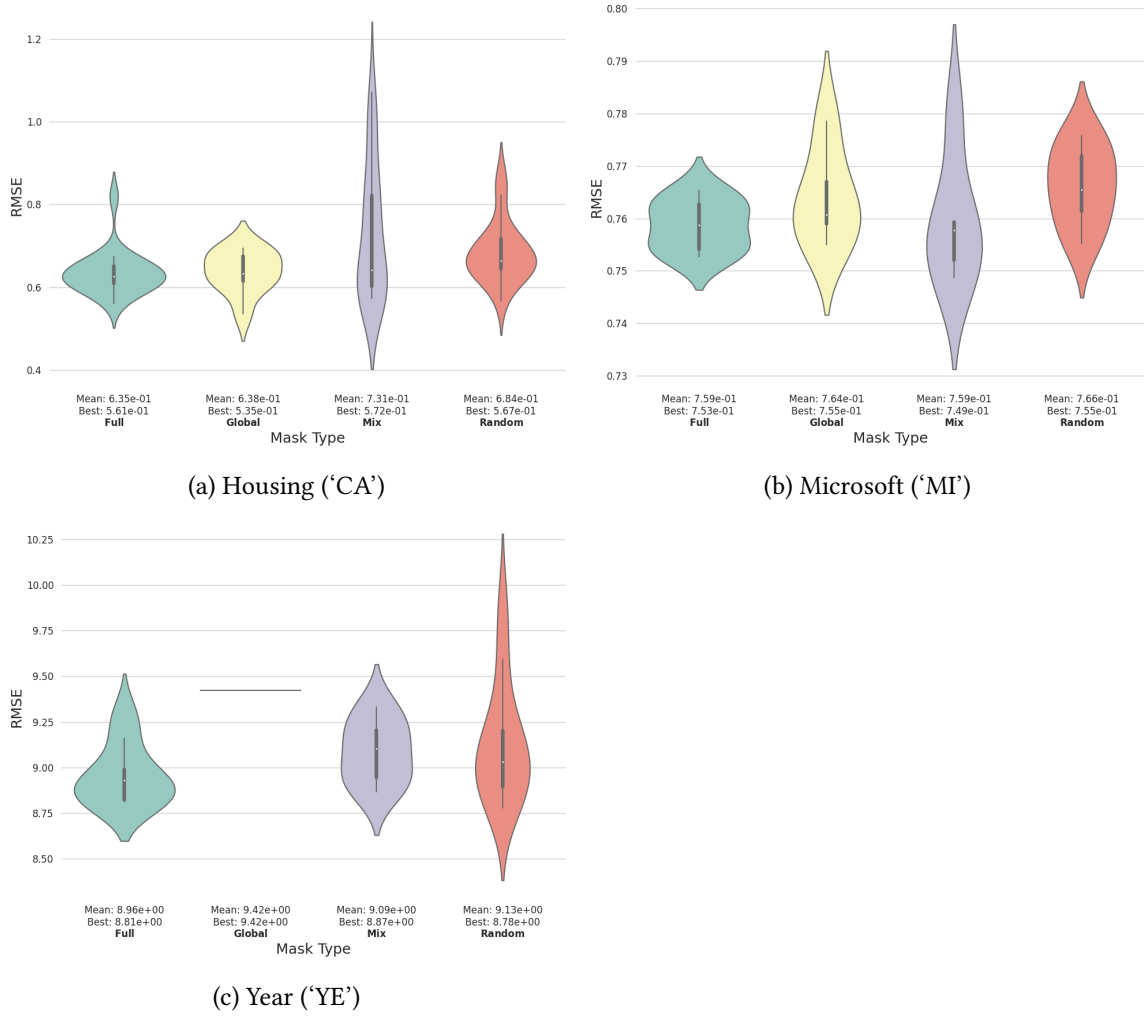 1.2
1.0
0.8
0.6
0.4
RMSE
Mean: 6.35e-01 Mean: 6.38e-01 Mean: 7.31e-01 Mean: 6.84e-01
Best: 5.61e-01 Best: 5.35e-01 Best: 5.72e-01 Best: 5.67e-01
Full Global Mix Random
Mask Type
(a) Housing (‘CA’)
0.80
0.79
0.78
0.77
0.76
0.75
0.74
0.73
RMSE
Mean: 7.59e-01 Mean: 7.64e-01 Mean: 7.59e-01 Mean: 7.66e-01
Best: 7.53e-01 Best: 7.55e-01 Best: 7.49e-01 Best: 7.55e-01
Full Global Mix Random
Mask Type
(b) Microsoft (‘MI’)
10.25
10.00
9.75
9.50
9.25
9.00
8.75
8.50
RMSE
Mean: 8.96e+00 Mean: 9.42e+00 Mean: 9.09e+00 Mean: 9.13e+00
Best: 8.81e+00 Best: 9.42e+00 Best: 8.87e+00 Best: 8.78e+00
Full Global Mix Random
Mask Type
(c) Year (‘YE’)